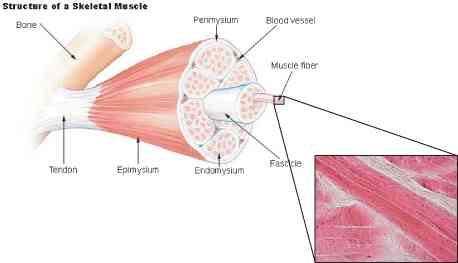 Structure of a Skeletal Muscle
Perimysium
Blood vessel
Bone
Muscle fiber
Fascicle
Tendon
Epimysium
Endomysium